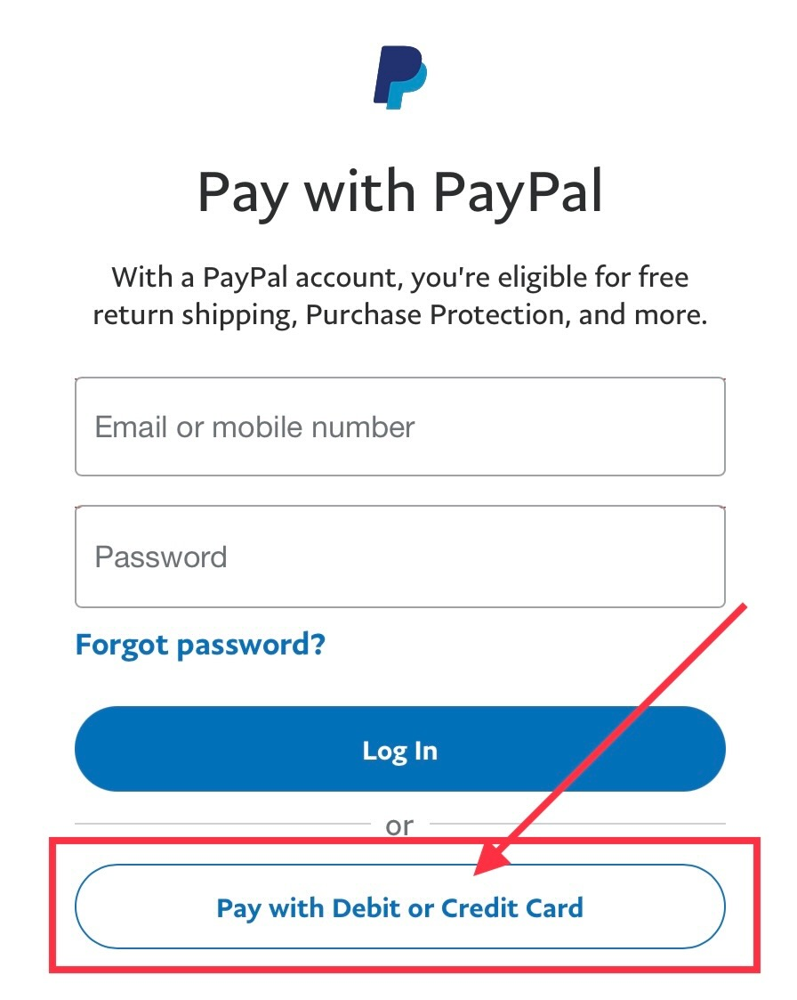 Pay with PayPal
With a PayPal account, you're eligible for free
return shipping, Purchase Protection, and more.
Email or mobile number
Password
Forgot password?
Log In
or
Pay with Debit or Credit Card